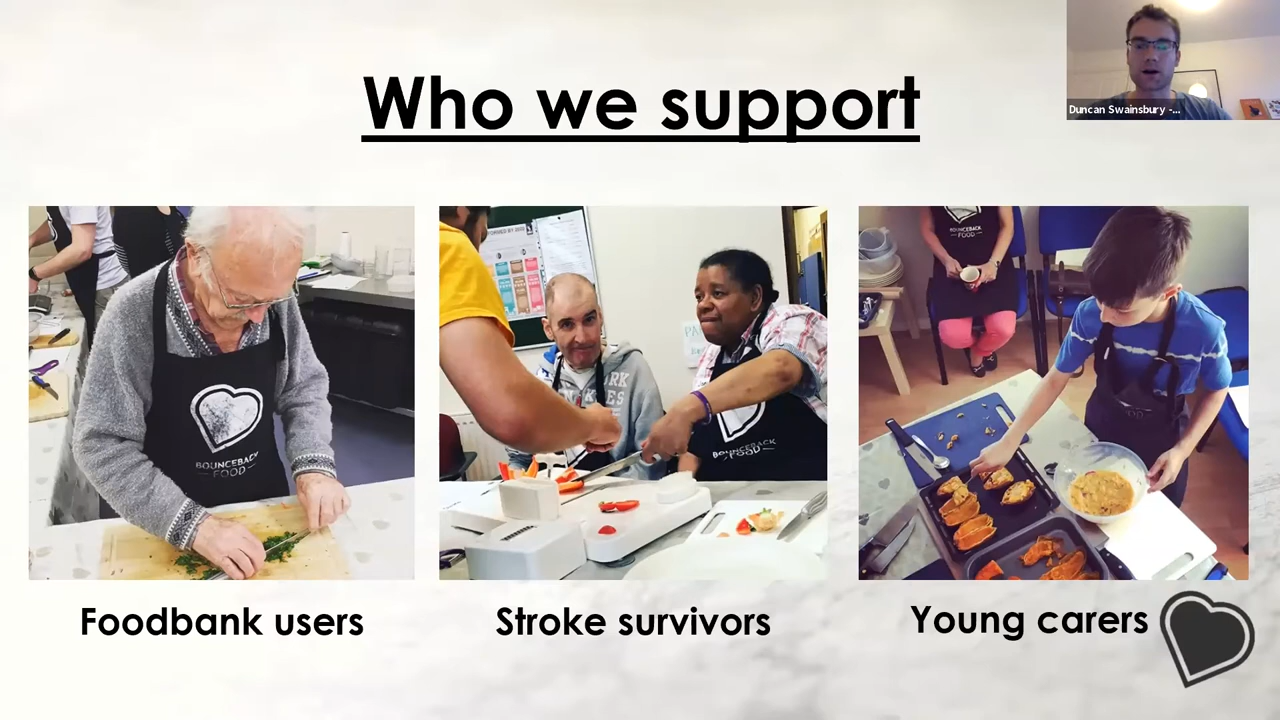 Who we support
Duncan Swainsbury -...
BOUNCEBACK
FOOD
BOUNCEBACK
FOOD
BOUNCEBACK
FOOD
Foodbank users
Stroke survivors
Young carers